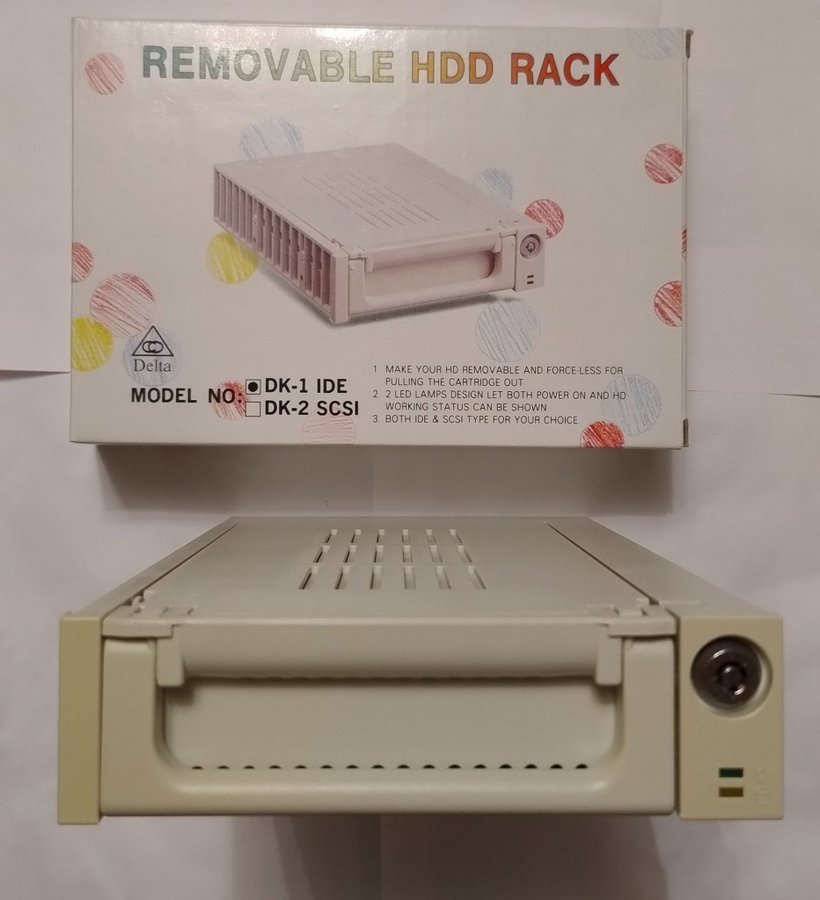 REMOVABLE HDD RACK
Delta
MODEL NO: DK-1 IDE
DK-2 SCSI
1. MAKE YOUR HD REMOVABLE AND FORCE-LESS FOR
PULLING THE CARTRIDGE OUT
2. 2 LED LAMPS DESIGN LET BOTH POWER ON AND HD
WORKING STATUS CAN BE SHOWN
3. BOTH IDE & SCSI TYPE FOR YOUR CHOICE